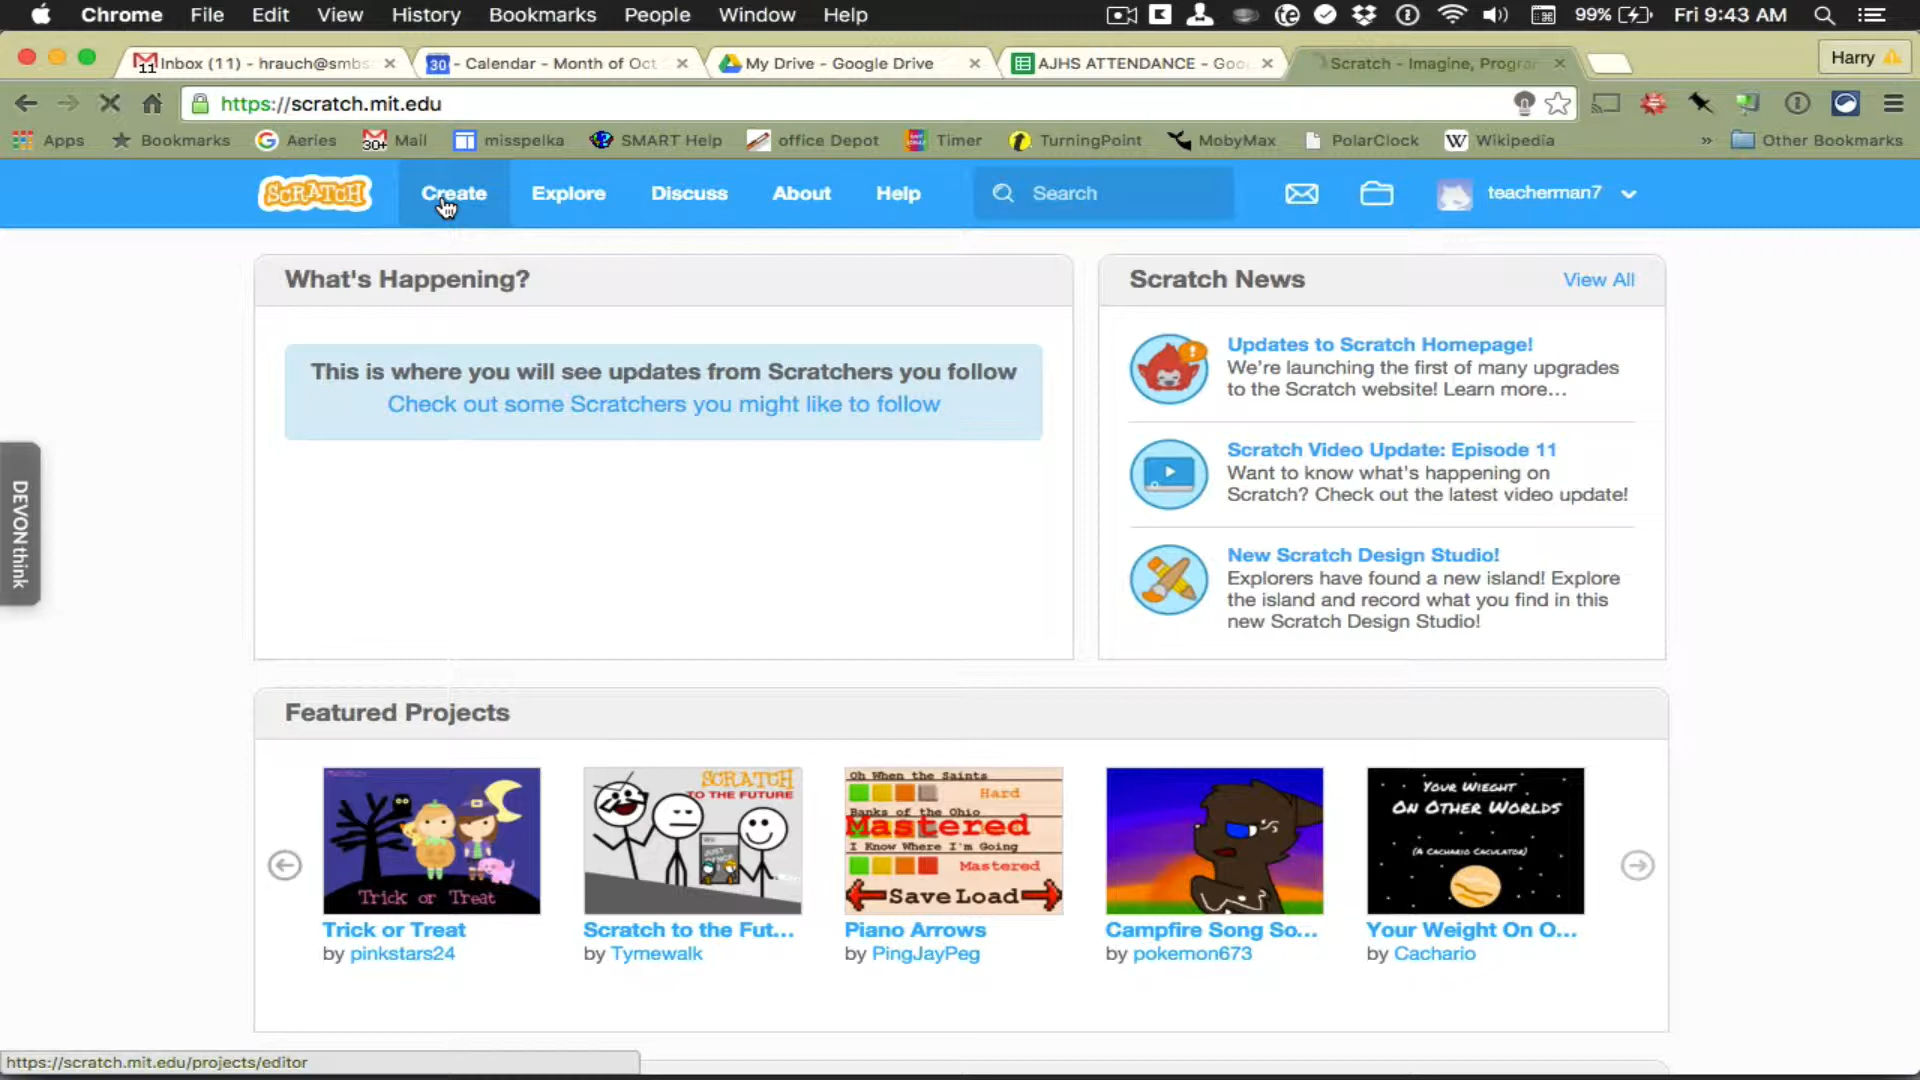 Chrome File Edit View History Bookmarks People Window Help 99% Fri 9:43 AM
Inbox (11) - hrauch@smbs
30 - Calendar - Month of Oct
My Drive - Google Drive
AJHS ATTENDANCE - Goo
Scratch - Imagine, Progra
Harry
https://scratch.mit.edu
Apps Bookmarks Aeries 30+ Mail misspelka SMART Help office Depot Timer TurningPoint MobyMax PolarClock W Wikipedia » Other Bookmarks
SCRATCH Create Explore Discuss About Help Search teacherman7
What's Happening?
This is where you will see updates from Scratchers you follow
Check out some Scratchers you might like to follow
Scratch News View All
Updates to Scratch Homepage!
We're launching the first of many upgrades
to the Scratch website! Learn more...
Scratch Video Update: Episode 11
Want to know what's happening on
Scratch? Check out the latest video update!
New Scratch Design Studio!
Explorers have found a new island! Explore
the island and record what you find in this
new Scratch Design Studio!
DEVONthink
Featured Projects
Trick or Treat
SCRATCH
TO THE FUTURE
Oh When the Saints
Hard
Banks of the Ohio
Mastered
I Know Where I'm Going
Mastered
Save Load
YOUR WIEGHT
ON OTHER WORLDS
(A CACHARIO CACULATOR)
Trick or Treat
by pinkstars24
Scratch to the Fut...
by Tymewalk
Piano Arrows
by PingJayPeg
Campfire Song So...
by pokemon673
Your Weight On O...
by Cachario
https://scratch.mit.edu/projects/editor